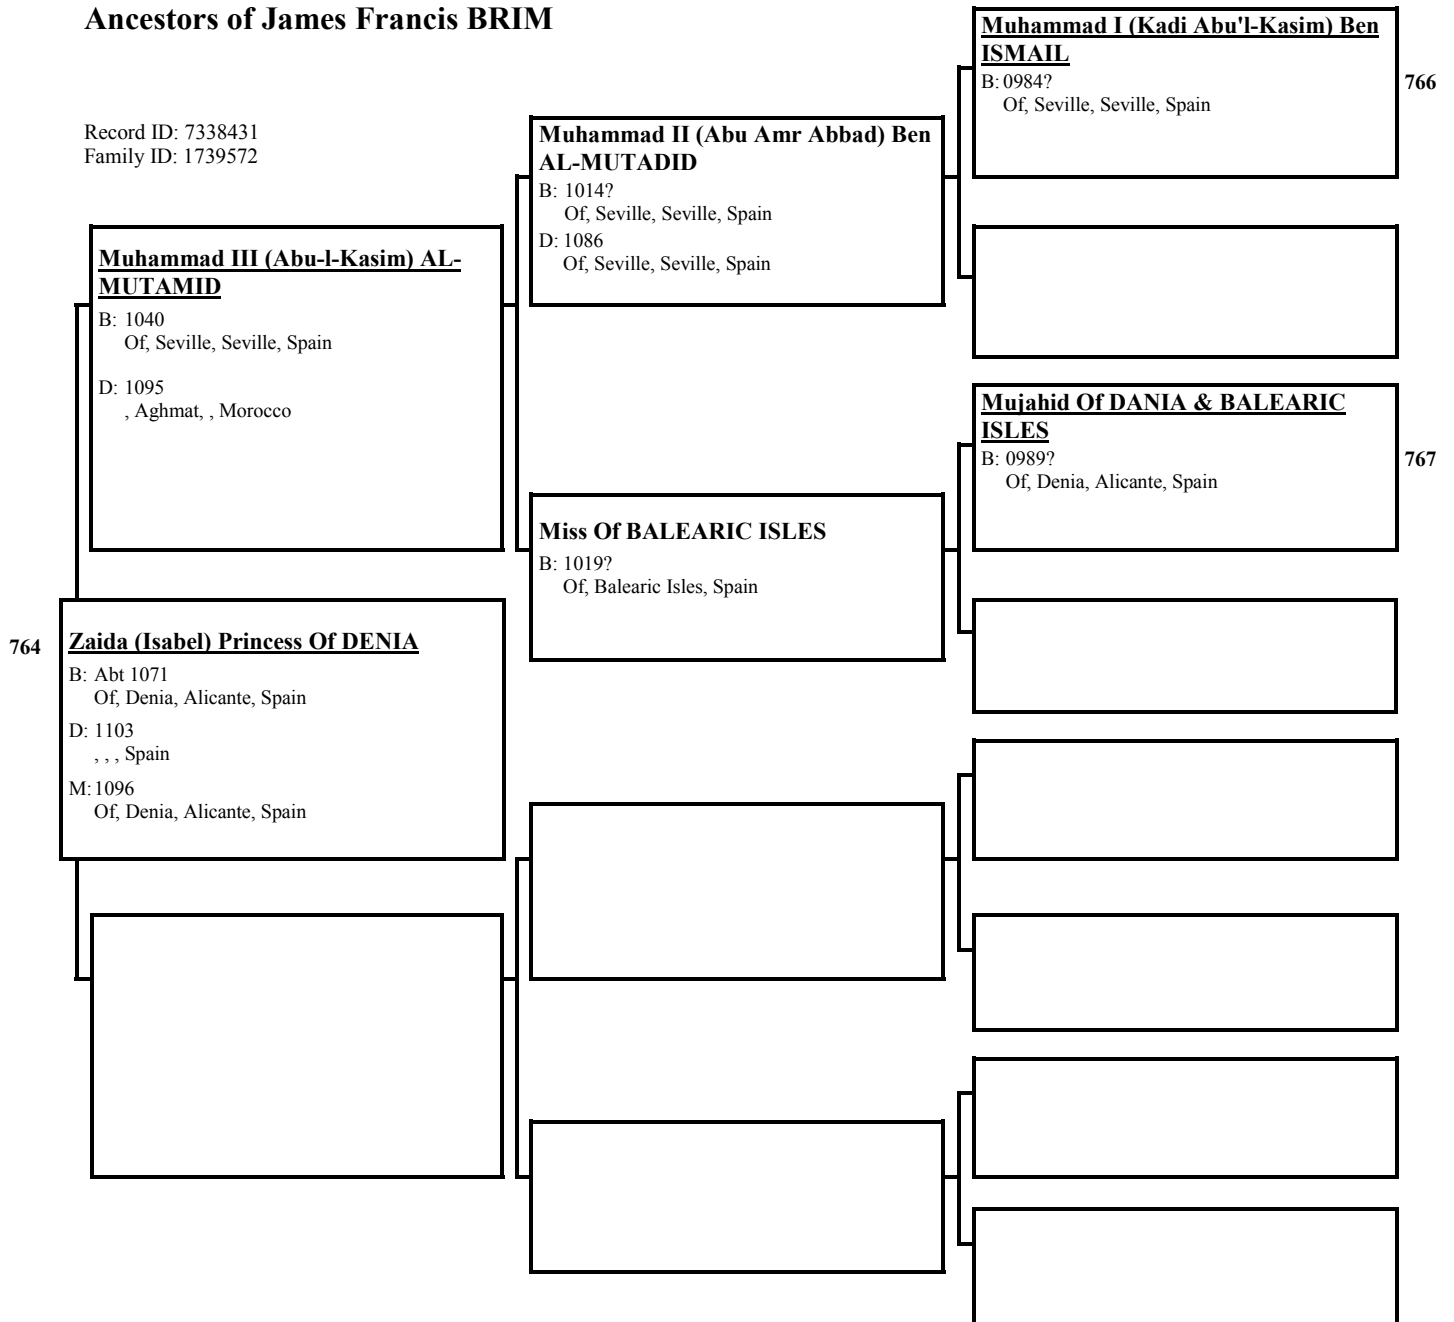 Ancestors of James Francis BRIM
Record ID: 7338431
Family ID: 1739572
Muhammad I (Kadi Abu'l-Kasim) Ben
ISMAIL
B: 0984?
Of, Seville, Seville, Spain
766
Muhammad II (Abu Amr Abbad) Ben
AL-MUTADID
B: 1014?
Of, Seville, Seville, Spain
D: 1086
Of, Seville, Seville, Spain
Muhammad III (Abu-l-Kasim) AL-
MUTAMID
B: 1040
Of, Seville, Seville, Spain
D: 1095
, Aghmat, , Morocco
Mujahid Of DANIA & BALEARIC
ISLES
B: 0989?
Of, Denia, Alicante, Spain
767
Miss Of BALEARIC ISLES
B: 1019?
Of, Balearic Isles, Spain
764
Zaida (Isabel) Princess Of DENIA
B: Abt 1071
Of, Denia, Alicante, Spain
D: 1103
, , , Spain
M: 1096
Of, Denia, Alicante, Spain